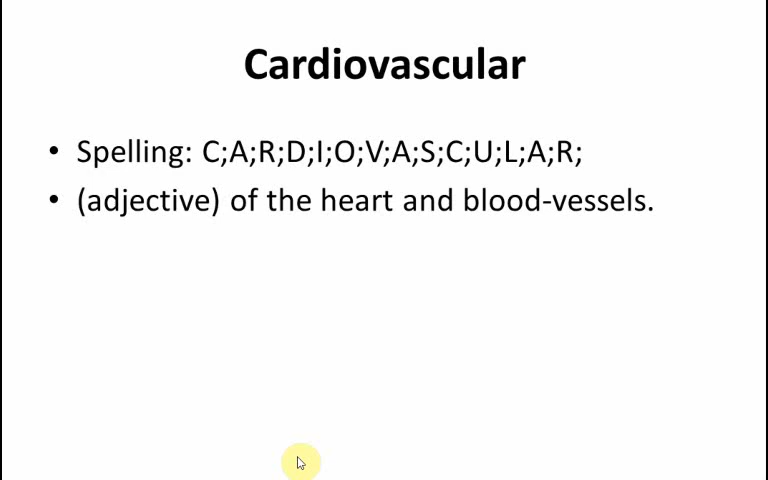 Cardiovascular
• Spelling: C;A;R;D;I;O;V;A;S;C;U;L;A;R;
• (adjective) of the heart and blood-vessels.